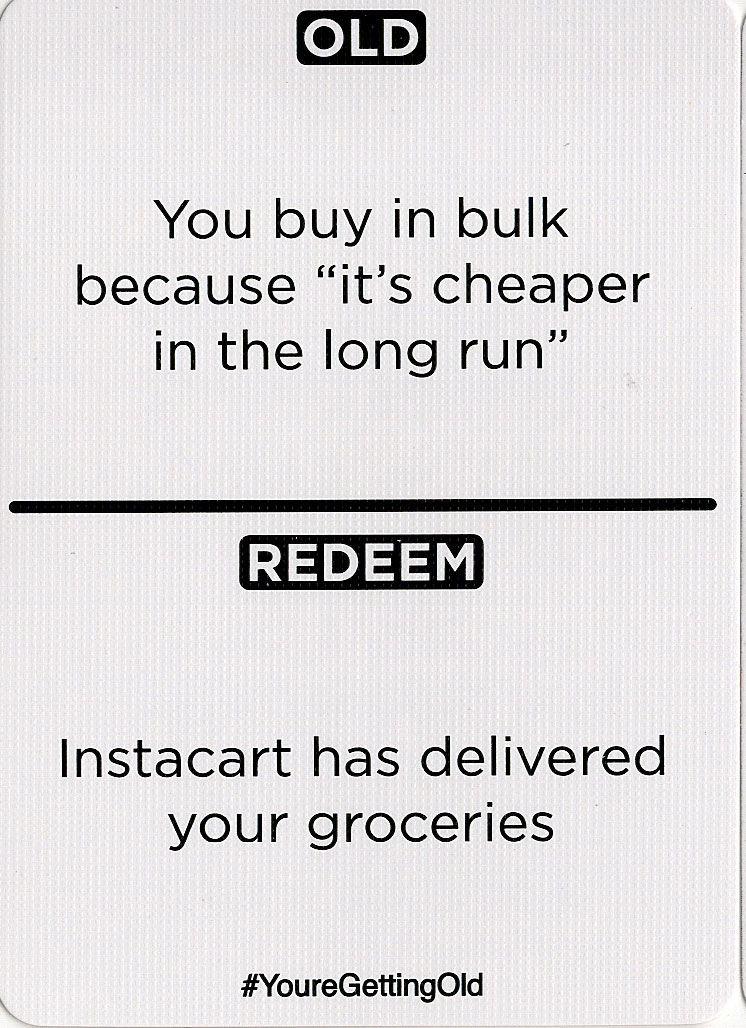 OLD
You buy in bulk
because “it’s cheaper
in the long run”
REDEEM
Instacart has delivered
your groceries
#YoureGettingOld